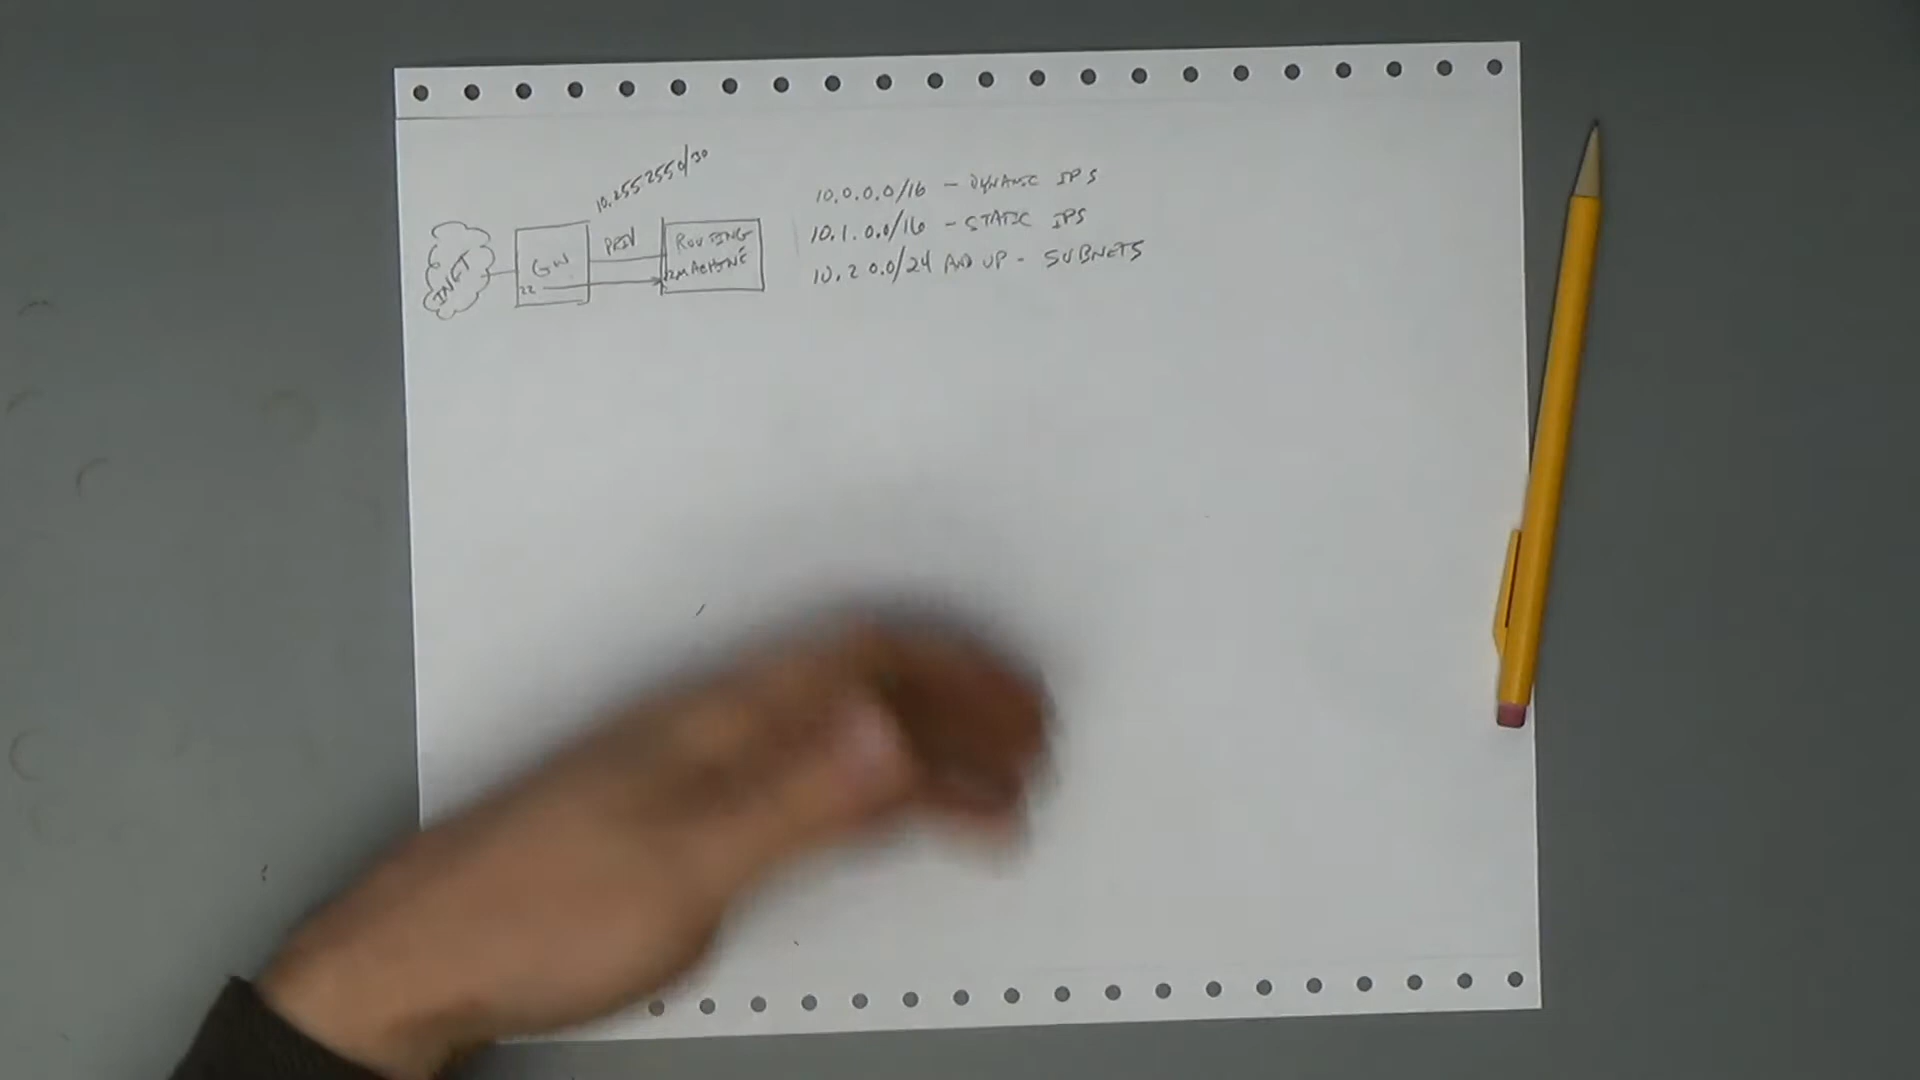 10.255.255.0/30
INET
GW
22
PRIV
ROUTING
MACHINE
10.0.0.0/16 - DYNAMIC IPS
10.1.0.0/16 - STATIC IPS
10.2.0.0/24 AND UP - SUBNETS